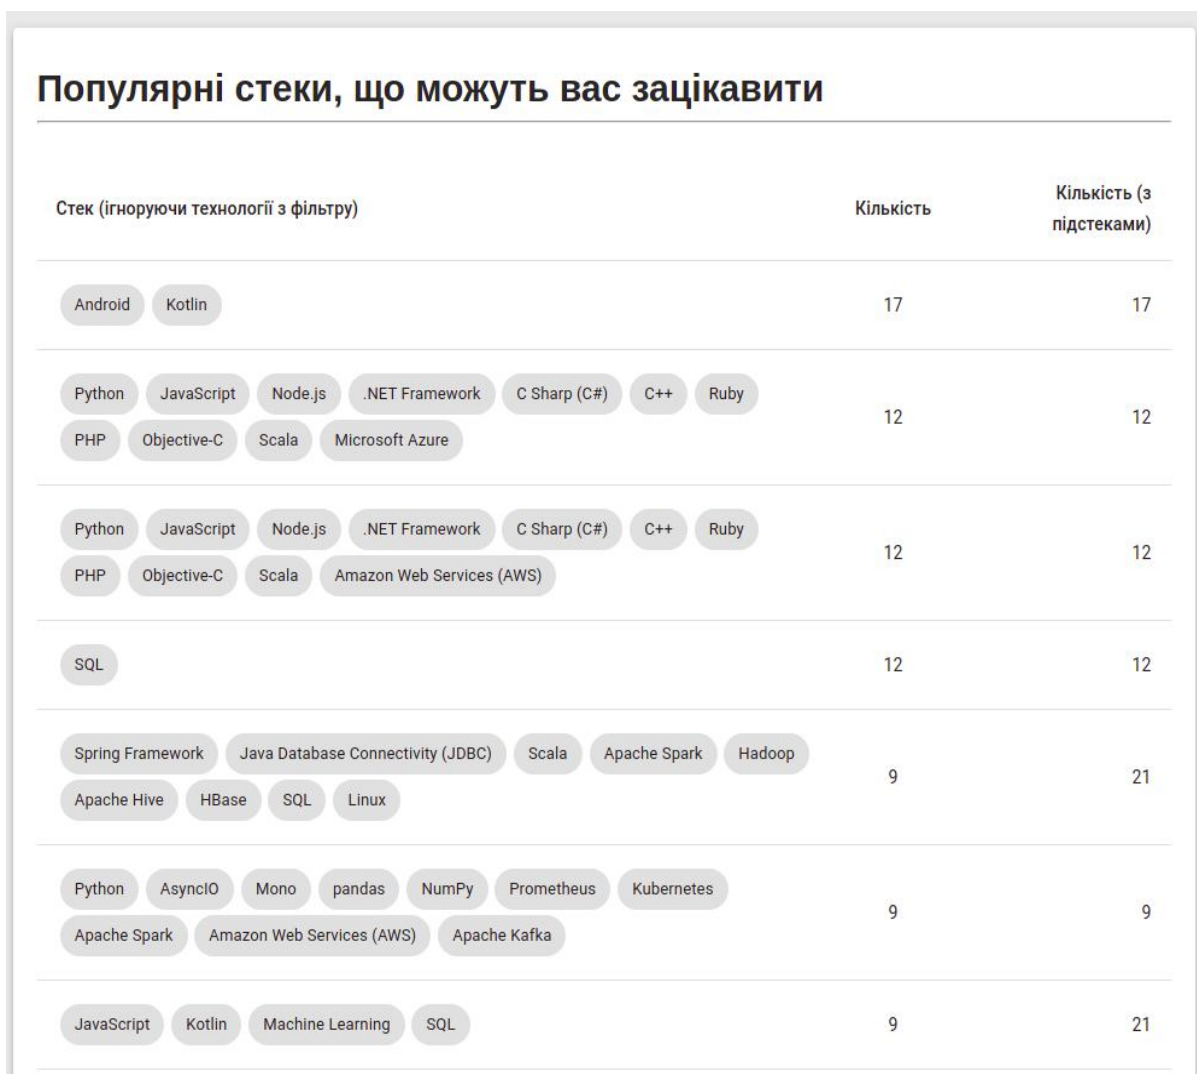 Популярні стеки, що можуть вас зацікавити
Стек (ігноруючи технології з фільтру) Кількість Кількість (з підстеками)
Android Kotlin 17 17
Python JavaScript Node.js .NET Framework C Sharp (C#) C++ Ruby
PHP Objective-C Scala Microsoft Azure
12 12
Python JavaScript Node.js .NET Framework C Sharp (C#) C++ Ruby
PHP Objective-C Scala Amazon Web Services (AWS)
12 12
SQL 12 12
Spring Framework Java Database Connectivity (JDBC) Scala Apache Spark Hadoop
Apache Hive HBase SQL Linux
9 21
Python AsyncIO Mono pandas NumPy Prometheus Kubernetes
Apache Spark Amazon Web Services (AWS) Apache Kafka
9 9
JavaScript Kotlin Machine Learning SQL 9 21